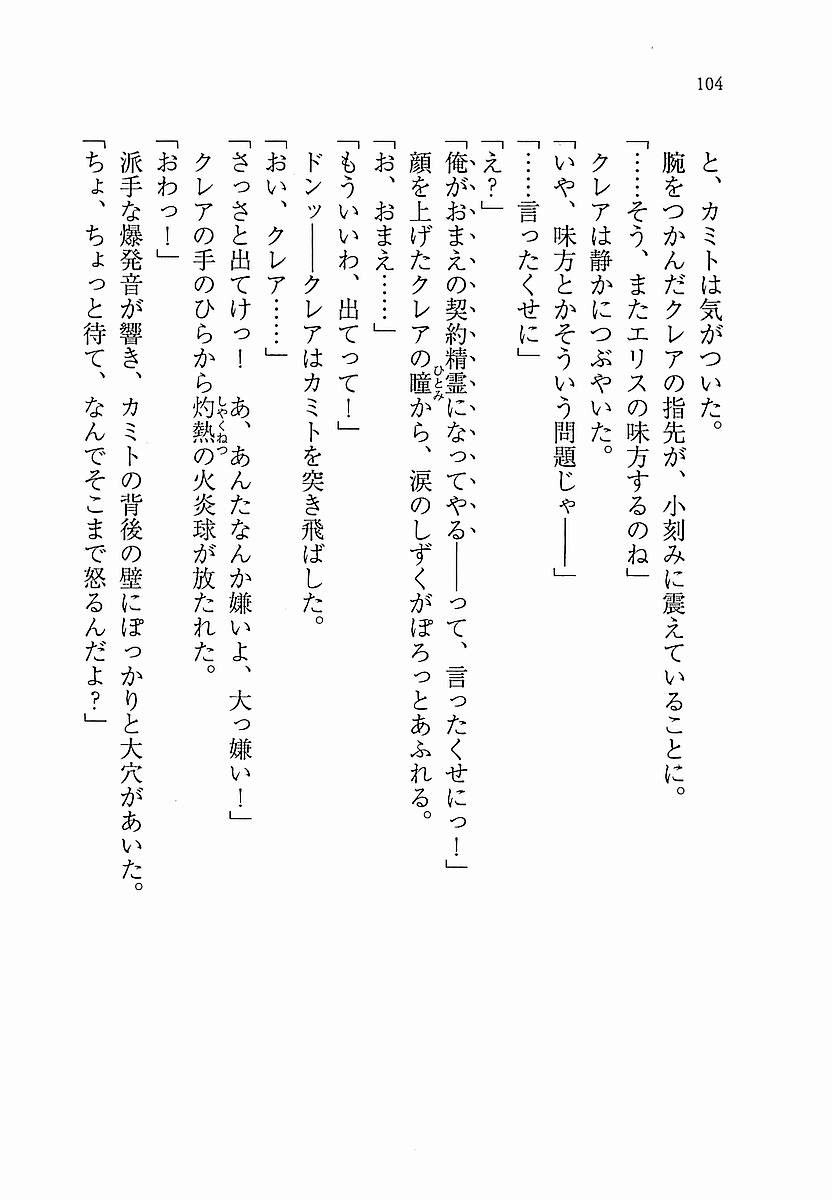 104
と、カミトは気がついた。
腕をつかんだクレアの指先が、小刻みに震えていることに。
「……そう、またエリスの味方するのね」
クレアは静かにつぶやいた。
「いや、味方とかそういう問題じゃ――」
「……言ったくせに」
「え?」
「俺がおまえの契約精霊になってやる――って、言ったくせにっ!」
顔を上げたクレアの瞳から、涙のしずくがぽろっとあふれる。
「お、おまえ……」
「もういいわ、出てって!」
ドンッ――クレアはカミトを突き飛ばした。
「おい、クレア……」
「さっさと出てけっ! あ、あんたなんか嫌いよ、大っ嫌い!」
クレアの手のひらから灼熱の火炎球が放たれた。
「おわっ!」
派手な爆発音が響き、カミトの背後の壁にぽっかりと大穴があいた。
「ちょ、ちょっと待て、なんでそこまで怒るんだよ?」